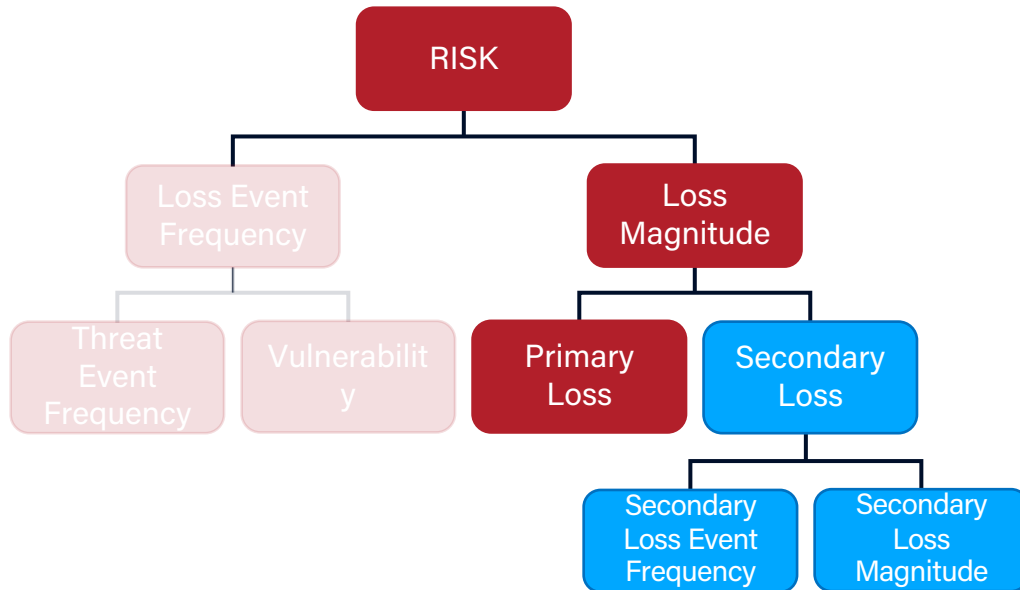 RISK
Loss Event
Frequency
Loss
Magnitude
Threat
Event
Frequency
Vulnerabilit
y
Primary
Loss
Secondary
Loss
Secondary
Loss Event
Frequency
Secondary
Loss
Magnitude